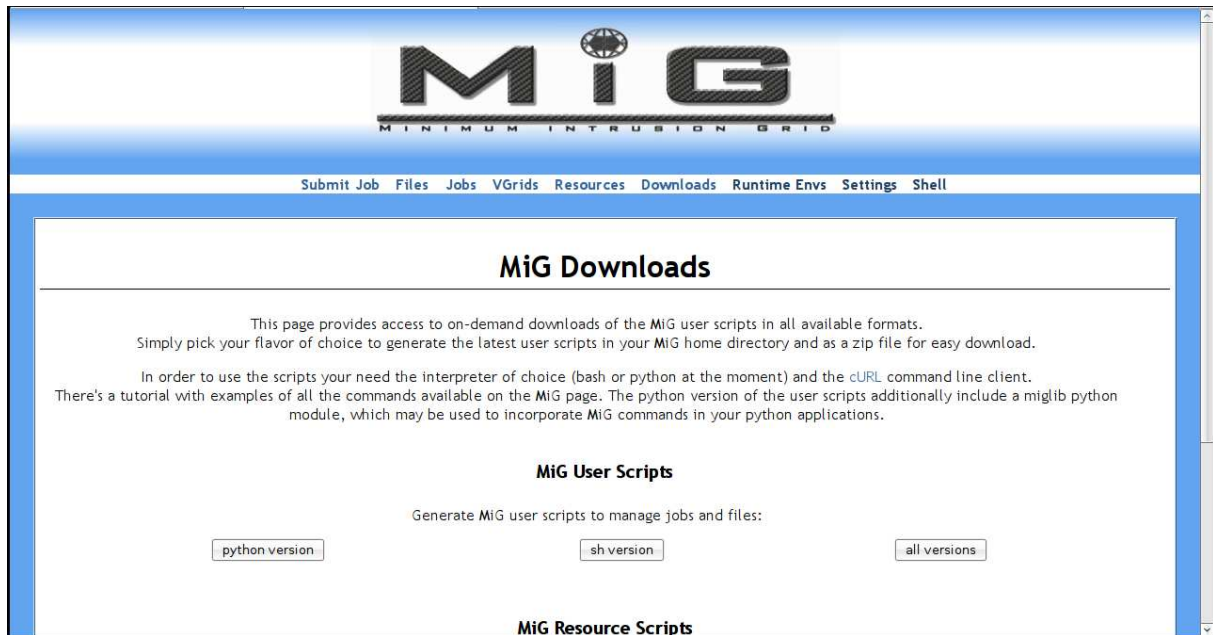 MiG
MINIMUM INTRUSION GRID
Submit Job Files Jobs VGrids Resources Downloads Runtime Envs Settings Shell
MiG Downloads
This page provides access to on-demand downloads of the MiG user scripts in all available formats.
Simply pick your flavor of choice to generate the latest user scripts in your MiG home directory and as a zip file for easy download.
In order to use the scripts your need the interpreter of choice (bash or python at the moment) and the cURL command line client.
There's a tutorial with examples of all the commands available on the MiG page. The python version of the user scripts additionally include a miglib python
module, which may be used to incorporate MiG commands in your python applications.
MiG User Scripts
Generate MiG user scripts to manage jobs and files:
python version sh version all versions
MiG Resource Scripts